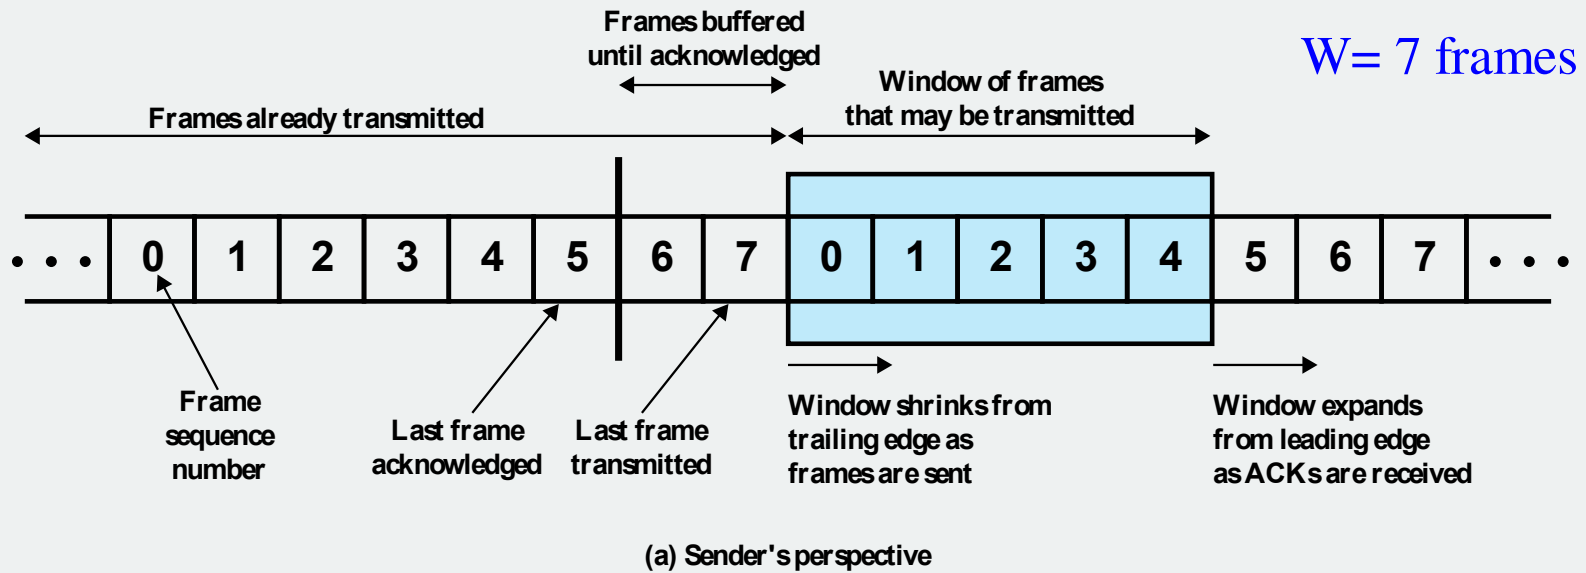 Frames buffered
until acknowledged
W= 7 frames
Window of frames
that may be transmitted
Frames already transmitted
• • • 0 1 2 3 4 5 6 7 0 1 2 3 4 5 6 7 • • •
Frame
sequence
number
Last frame
acknowledged
Last frame
transmitted
Window shrinks from
trailing edge as
frames are sent
Window expands
from leading edge
as ACKs are received
(a) Sender's perspective